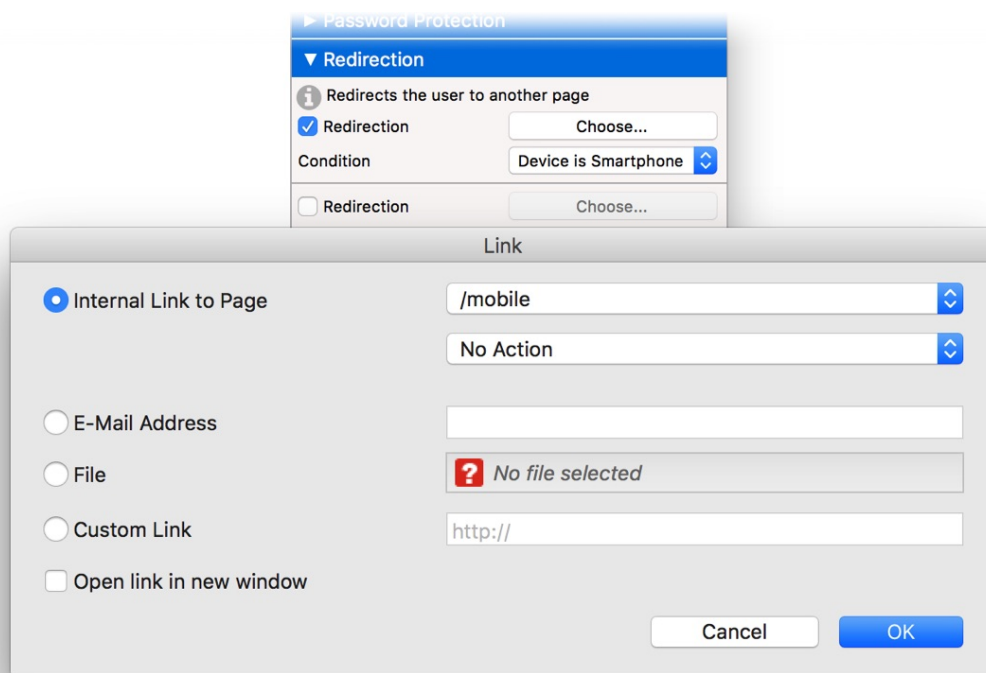 Password Protection
Redirection
Redirects the user to another page
Redirection Choose...
Condition Device is Smartphone
Redirection Choose...
Link
Internal Link to Page /mobile
No Action
E-Mail Address
File No file selected
Custom Link http://
Open link in new window
Cancel OK